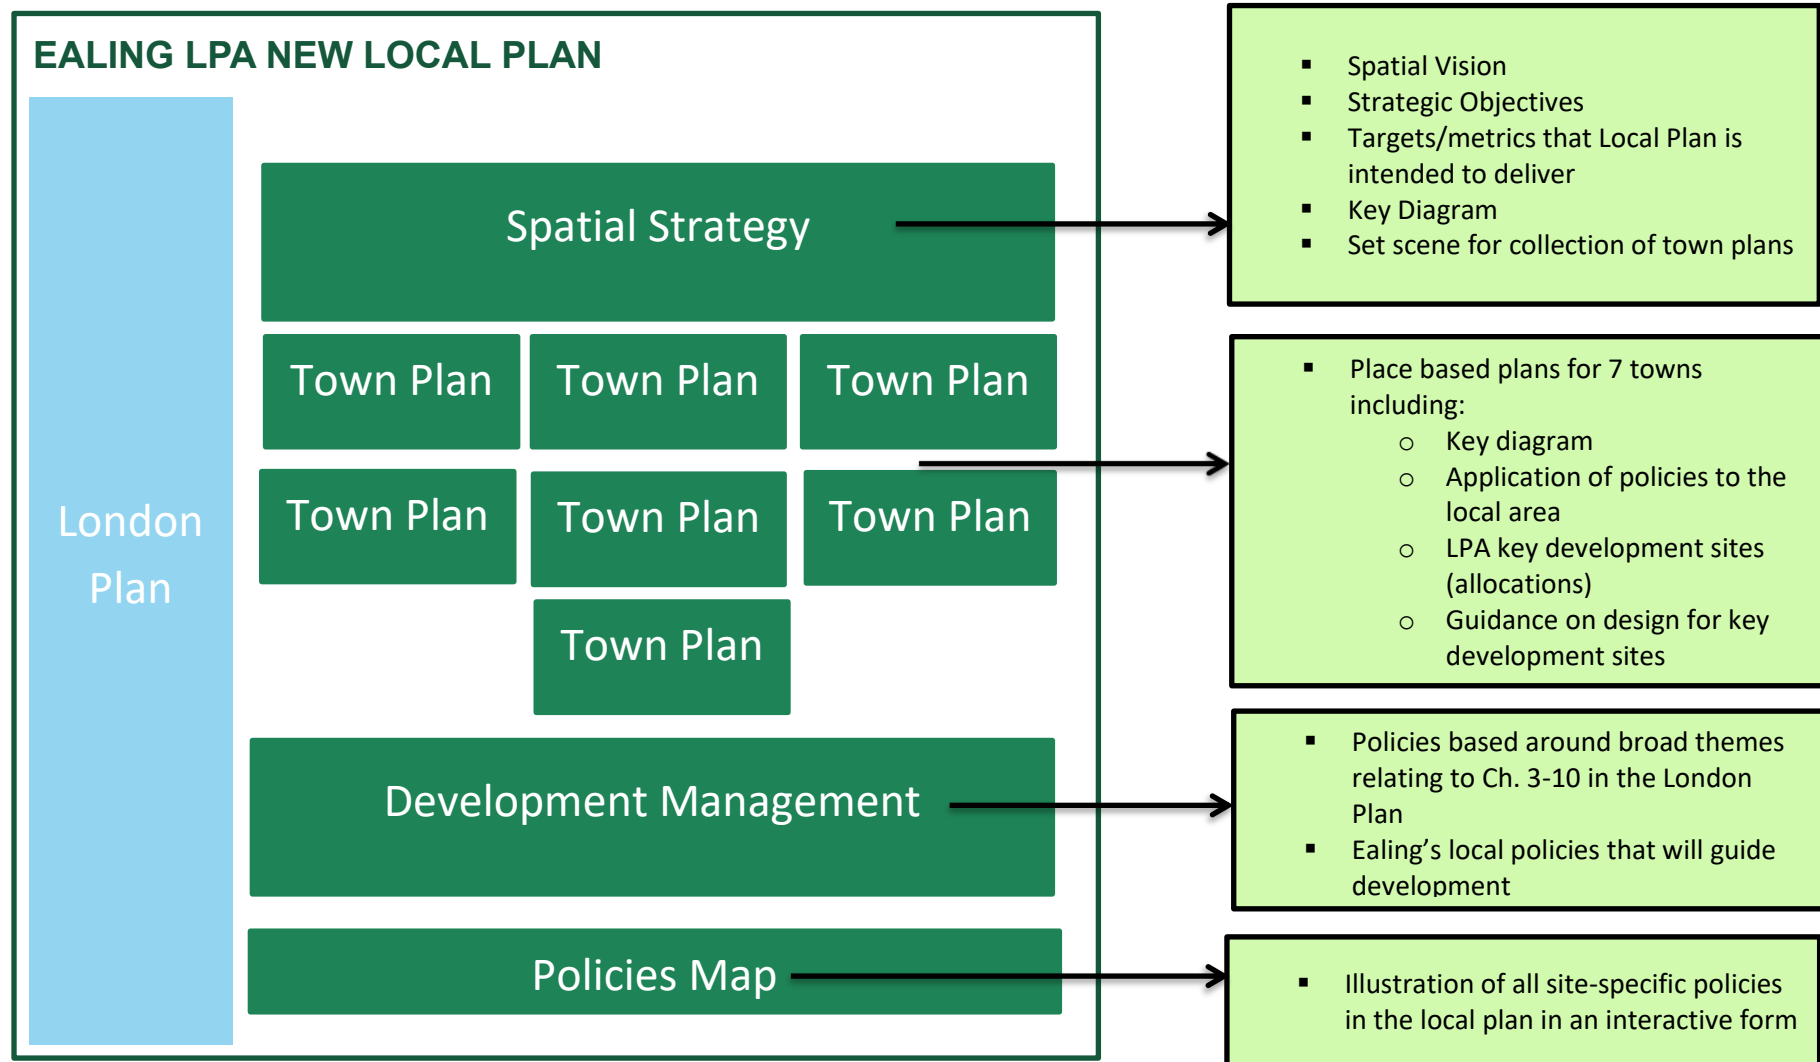 EALING LPA NEW LOCAL PLAN
London
Plan
Spatial Strategy
Town Plan
Town Plan
Town Plan
Town Plan
Town Plan
Town Plan
Town Plan
Development Management
Policies Map
▪ Spatial Vision
▪ Strategic Objectives
▪ Targets/metrics that Local Plan is
intended to deliver
▪ Key Diagram
▪ Set scene for collection of town plans
▪ Place based plans for 7 towns
including:
o Key diagram
o Application of policies to the
local area
o LPA key development sites
(allocations)
o Guidance on design for key
development sites
▪ Policies based around broad themes
relating to Ch. 3-10 in the London
Plan
▪ Ealing’s local policies that will guide
development
▪ Illustration of all site-specific policies
in the local plan in an interactive form